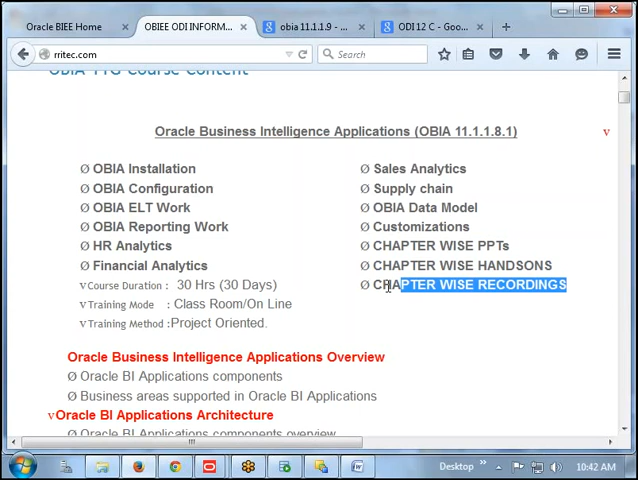 Oracle BIEE Home
OBIEE ODI INFORM...
obia 11.1.1.9 - ...
ODI 12 C - Goo...
rritec.com
Search
Oracle Business Intelligence Applications (OBIA 11.1.1.8.1)
v
Ø OBIA Installation
Ø OBIA Configuration
Ø OBIA ELT Work
Ø OBIA Reporting Work
Ø HR Analytics
Ø Financial Analytics
v Course Duration : 30 Hrs (30 Days)
v Training Mode : Class Room/On Line
v Training Method :Project Oriented.
Ø Sales Analytics
Ø Supply chain
Ø OBIA Data Model
Ø Customizations
Ø CHAPTER WISE PPTs
Ø CHAPTER WISE HANDSONS
Ø CHAPTER WISE RECORDINGS
Oracle Business Intelligence Applications Overview
Ø Oracle BI Applications components
Ø Business areas supported in Oracle Applications
v Oracle BI Applications Architecture
Ø Oracle BI Applications components overview
Desktop
10:42 AM